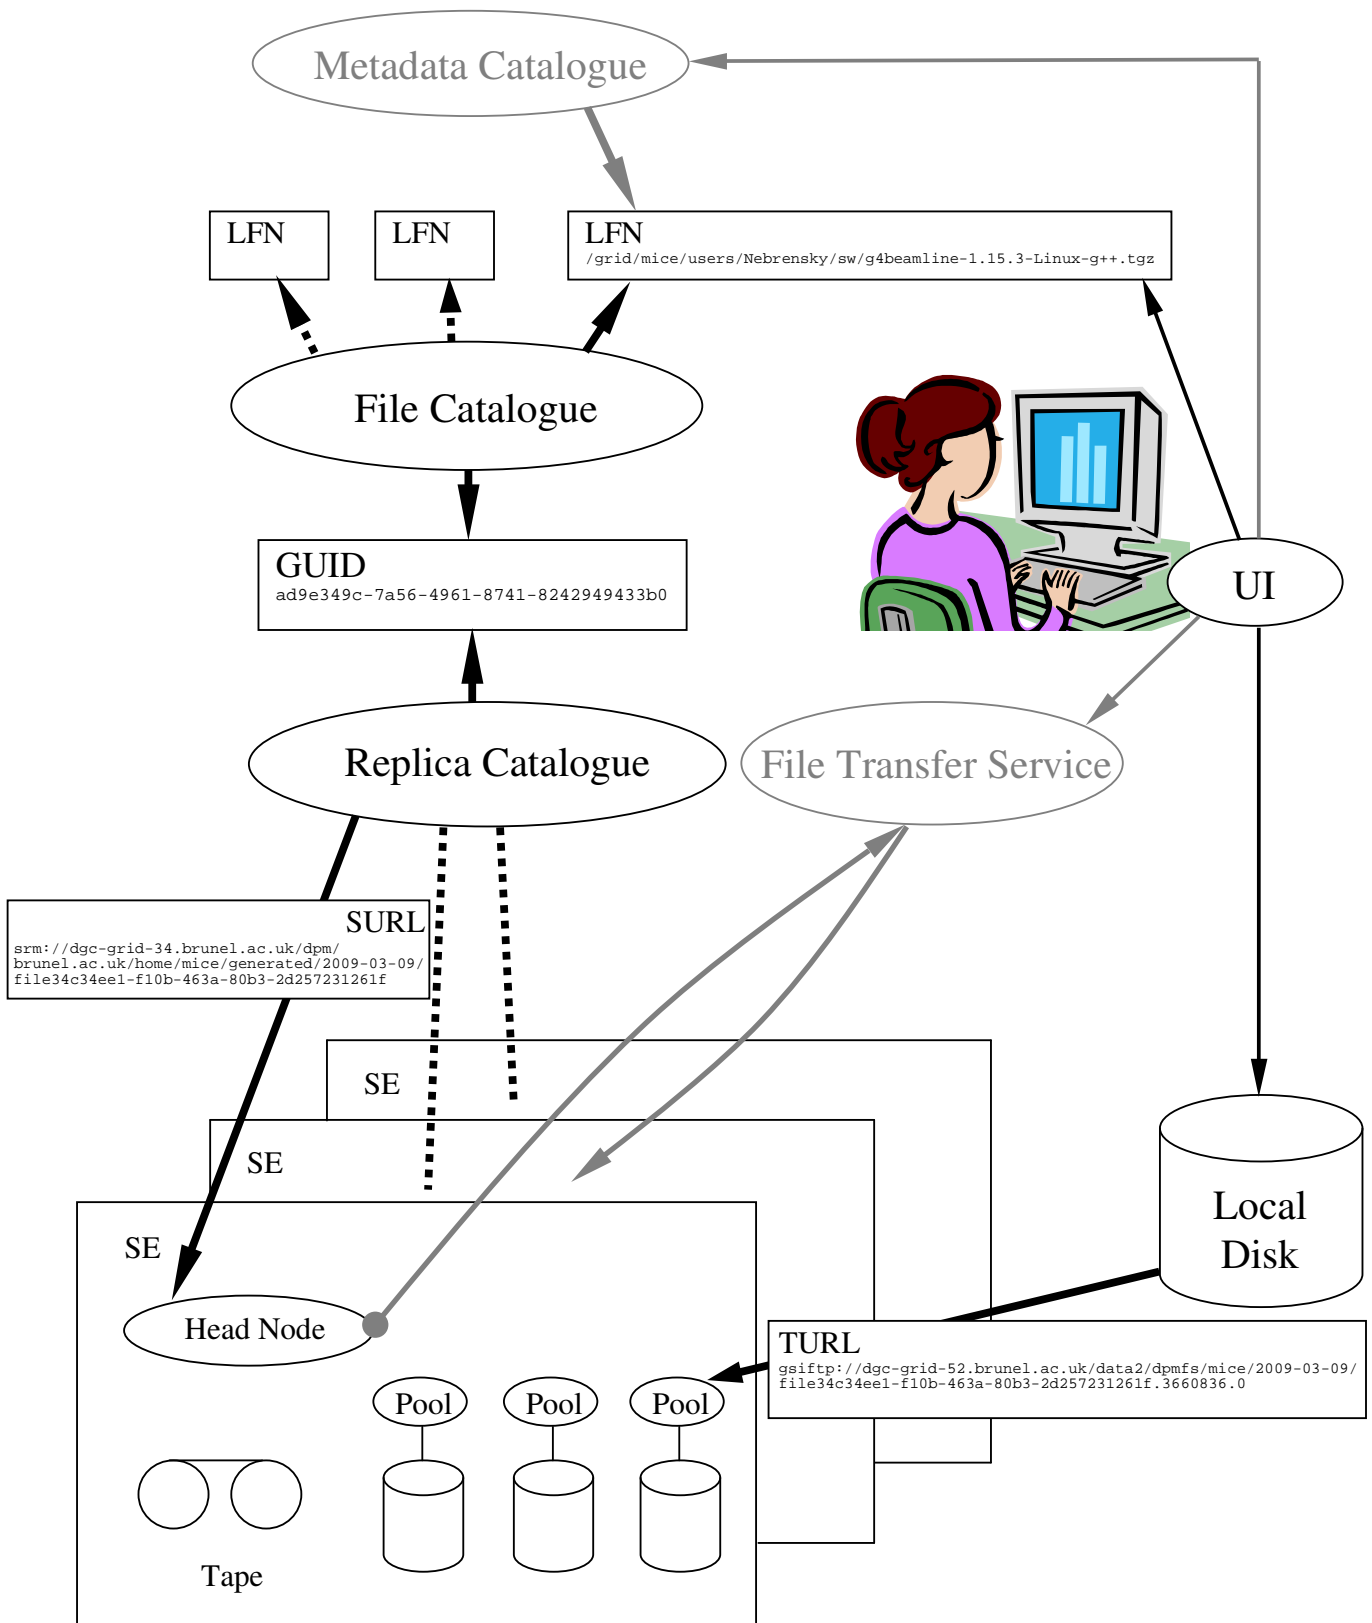 Metadata Catalogue
LFN
LFN
LFN
/grid/mice/users/Nebrensky/sw/g4beamline-1.15.3-Linux-g++.tgz
File Catalogue
GUID
ad9e349c-7a56-4961-8741-8242949433b0
UI
Replica Catalogue
File Transfer Service
SURL
srm://dgc-grid-34.brunel.ac.uk/dpm/
brunel.ac.uk/home/mice/generated/2009-03-09/
file34c34ee1-f10b-463a-80b3-2d257231261f
SE
SE
SE
Local
Disk
Head Node
TURL
gsiftp://dgc-grid-52.brunel.ac.uk/data2/dpmfs/mice/2009-03-09/
file34c34ee1-f10b-463a-80b3-2d257231261f.3660836.0
Pool
Pool
Pool
Tape